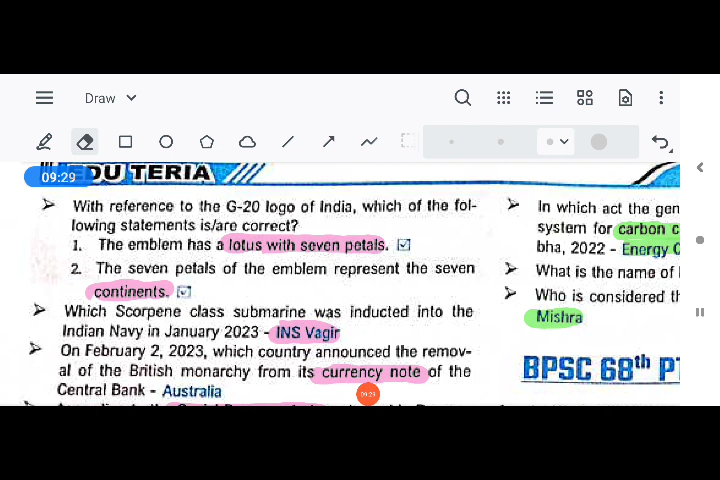 Draw
EDU TERIA
09:29
With reference to the G-20 logo of India, which of the fol-
lowing statements is/are correct?
1. The emblem has a lotus with seven petals.
2. The seven petals of the emblem represent the seven
continents.
Which Scorpene class submarine was inducted into the
Indian Navy in January 2023 - INS Vagir
On February 2, 2023, which country announced the remov-
al of the British monarchy from its currency note of the
Central Bank - Australia
09:29
In which act the gen
system for carbon c
bha, 2022 - Energy C
What is the name of
Who is considered th
Mishra
BPSC 68th PT